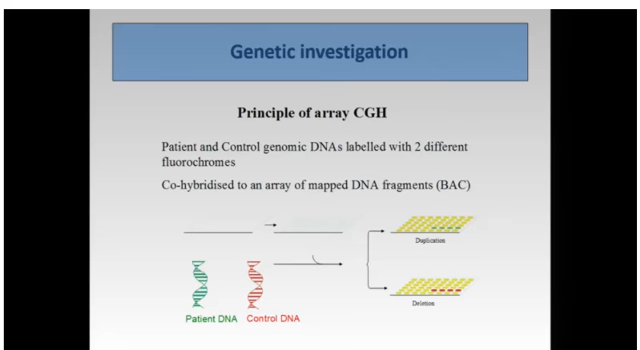 Genetic investigation
Principle of array CGH
Patient and Control genomic DNAs labelled with 2 different
fluorochromes
Co-hybridised to an array of mapped DNA fragments (BAC)
Duplication
Deletion
Patient DNA Control DNA